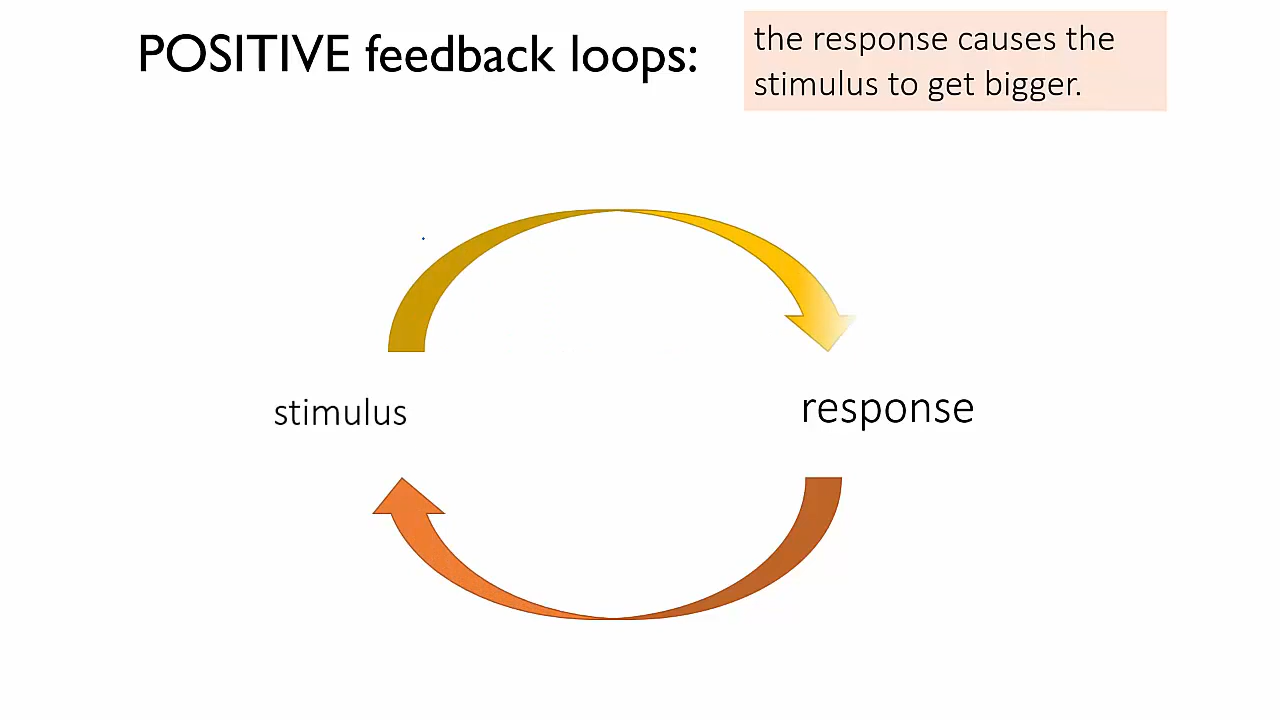 POSITIVE feedback loops:
the response causes the
stimulus to get bigger.
stimulus
response